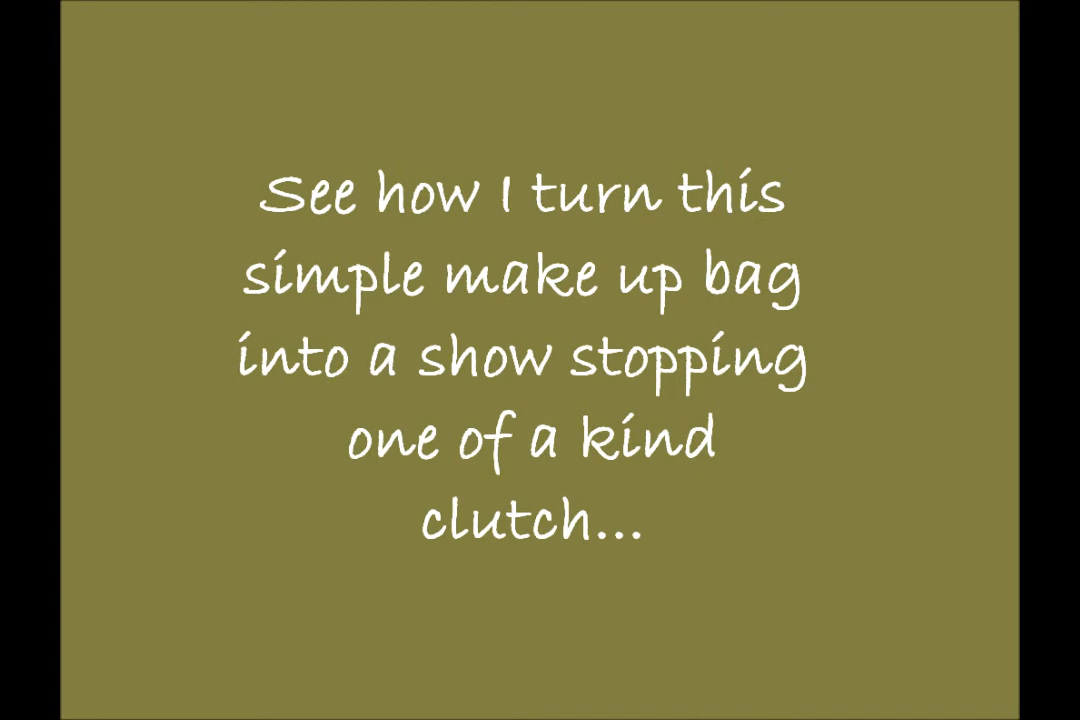 See how I turn this
simple make up bag
into a show stopping
one of a kind
clutch...